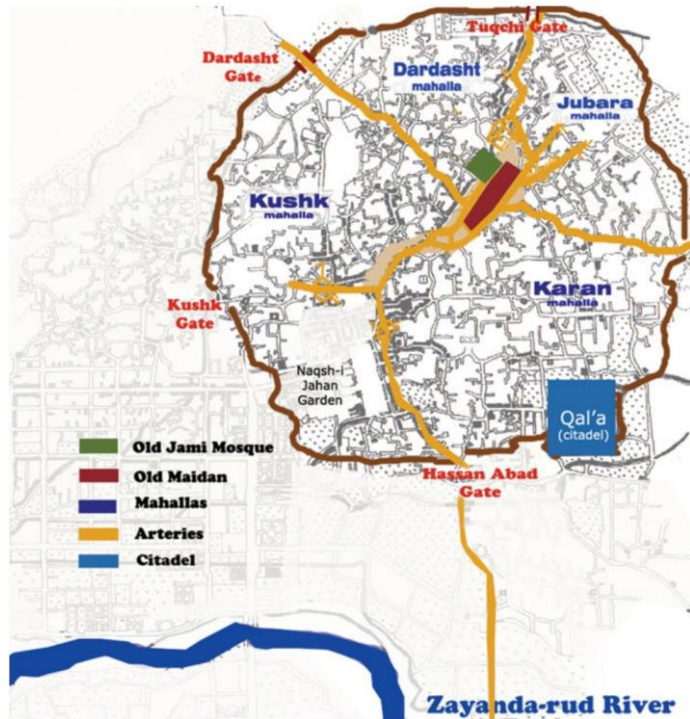 Tuqchi Gate
Dardasht
Gate
Dardasht
mahalla
Jubara
mahalla
Kushk
mahalla
Karan
mahalla
Kushk
Gate
Naqsh-i
Jahan
Garden
Qal'a
(citadel)
Old Jami Mosque
Old Maidan
Mahallas
Arteries
Citadel
Hassan Abad
Gate
Zayanda-rud River